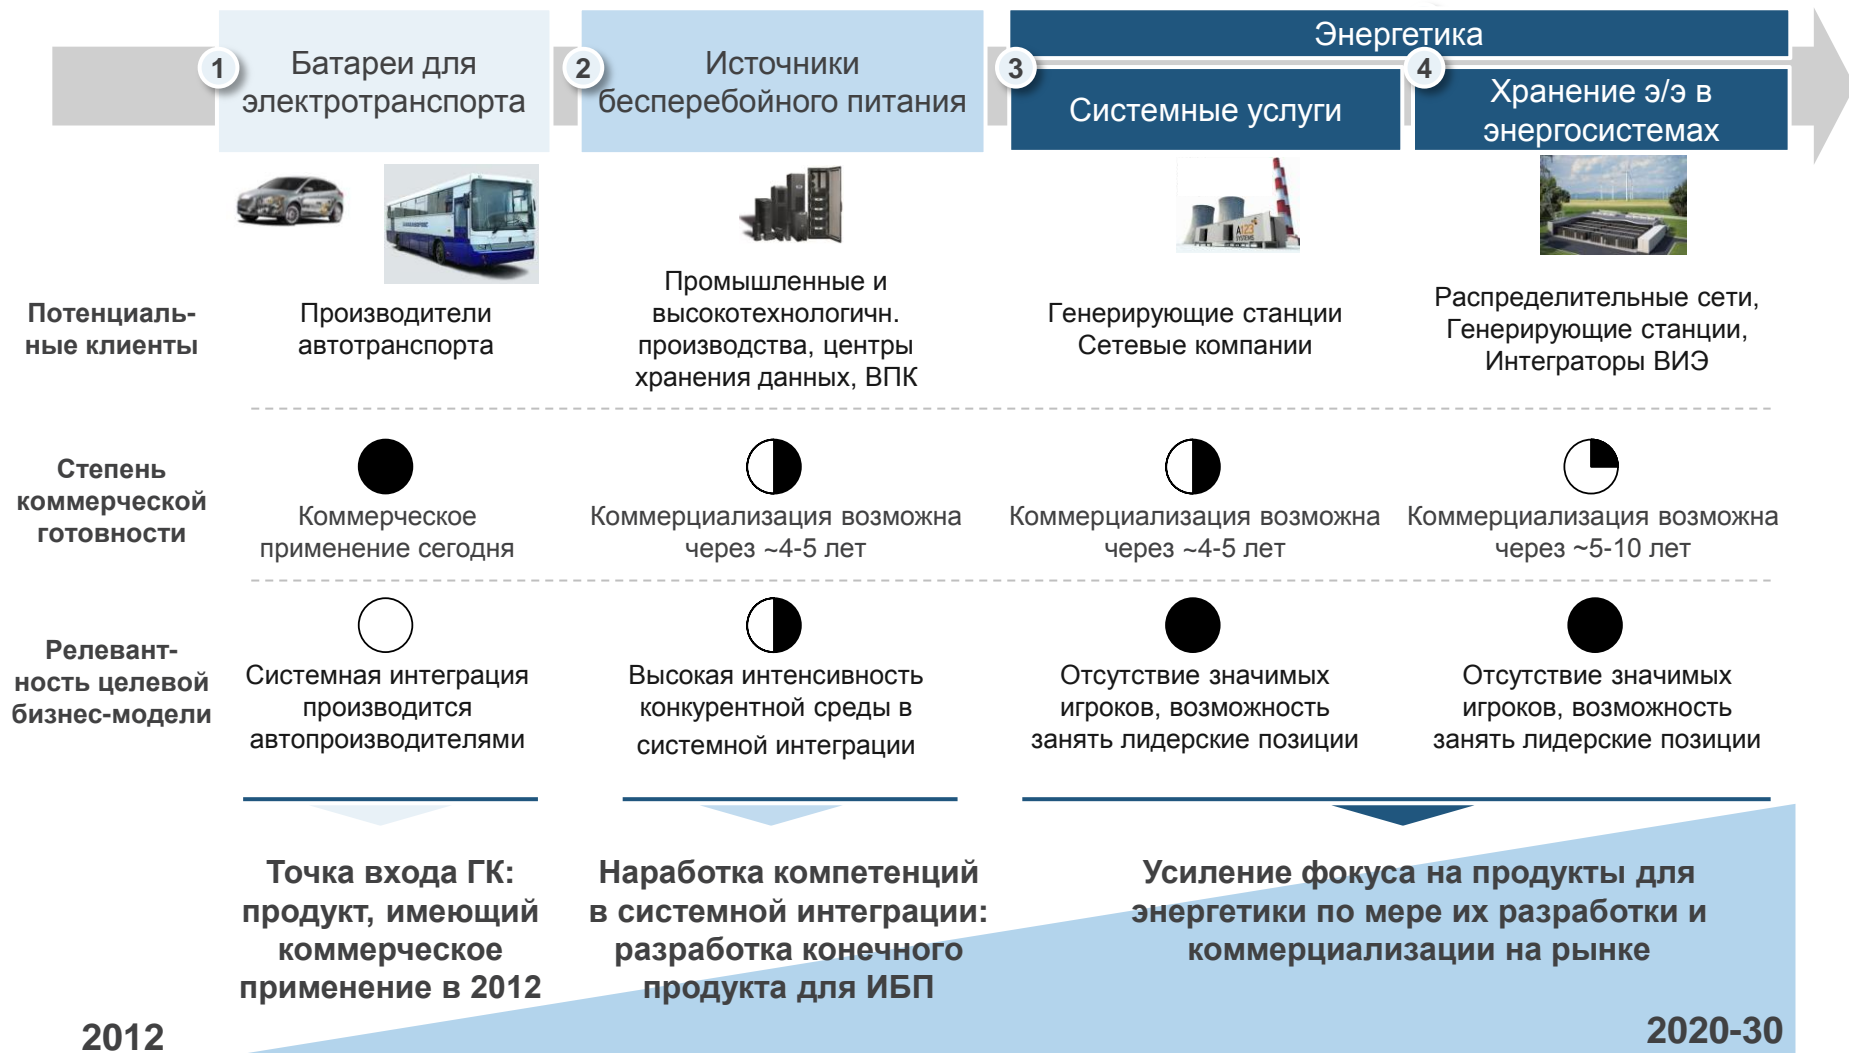 Энергетика
1
Батареи для
электротранспорта
2
Источники
бесперебойного питания
3
Системные услуги
4
Хранение э/э в
энергосистемах
A123
SYSTEMS
Потенциаль-
ные клиенты
Производители
автотранспорта
Промышленные и
высокотехнологичн.
производства, центры
хранения данных, ВПК
Генерирующие станции
Сетевые компании
Распределительные сети,
Генерирующие станции,
Интеграторы ВИЭ
Степень
коммерческой
готовности
Коммерческое
применение сегодня
Коммерциализация возможна
через ~4-5 лет
Коммерциализация возможна
через ~4-5 лет
Коммерциализация возможна
через ~5-10 лет
Релевант-
ность целевой
бизнес-модели
Системная интеграция
производится
автопроизводителями
Высокая интенсивность
конкурентной среды в
системной интеграции
Отсутствие значимых
игроков, возможность
занять лидерские позиции
Отсутствие значимых
игроков, возможность
занять лидерские позиции
Точка входа ГК:
продукт, имеющий
коммерческое
применение в 2012
Наработка компетенций
в системной интеграции:
разработка конечного
продукта для ИБП
Усиление фокуса на продукты для
энергетики по мере их разработки и
коммерциализации на рынке
2012
2020-30